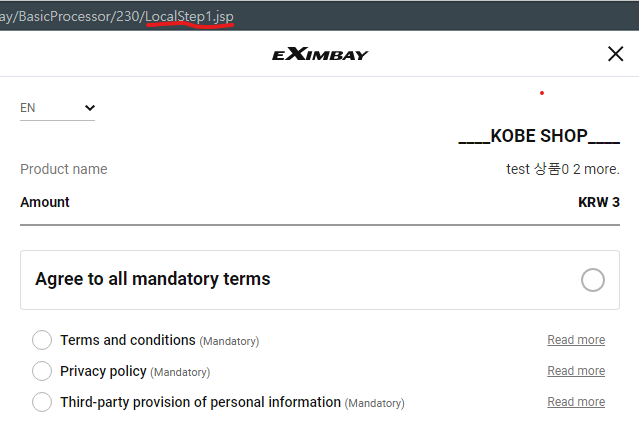 ay/BasicProcessor/230/LocalStep1.jsp
EXIMBAY
EN
____KOBE SHOP____
Product name test 상품0 2 more.
Amount KRW 3
Agree to all mandatory terms
Terms and conditions (Mandatory) Read more
Privacy policy (Mandatory) Read more
Third-party provision of personal information (Mandatory) Read more